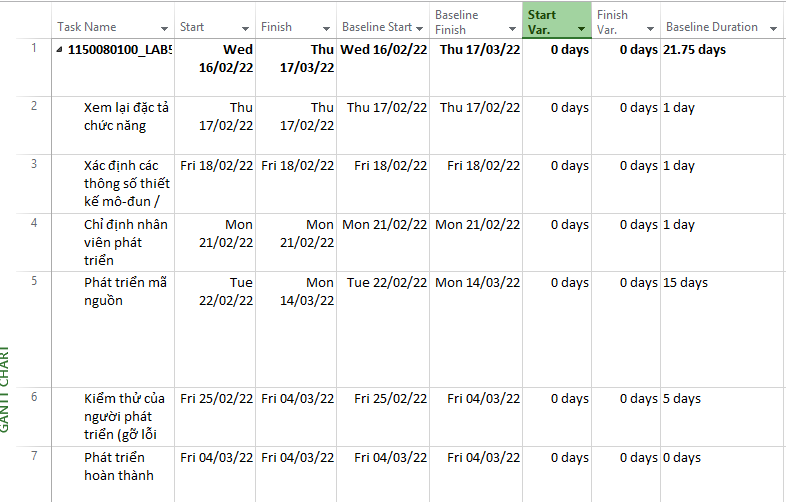 Task Name Start Finish Baseline Start Baseline Finish Start Var. Finish Var. Baseline Duration
1 1150080100_LAB5 Wed 16/02/22 Thu 17/03/22 Wed 16/02/22 Thu 17/03/22 0 days 0 days 21.75 days
2 Xem lại đặc tả chức năng Thu 17/02/22 Thu 17/02/22 Thu 17/02/22 Thu 17/02/22 0 days 0 days 1 day
3 Xác định các thông số thiết kế mô-đun / Fri 18/02/22 Fri 18/02/22 Fri 18/02/22 Fri 18/02/22 0 days 0 days 1 day
4 Chỉ định nhân viên phát triển Mon 21/02/22 Mon 21/02/22 Mon 21/02/22 Mon 21/02/22 0 days 0 days 1 day
5 Phát triển mã nguồn Tue 22/02/22 Mon 14/03/22 Tue 22/02/22 Mon 14/03/22 0 days 0 days 15 days
6 Kiểm thử của người phát triển (gỡ lỗi Fri 25/02/22 Fri 04/03/22 Fri 25/02/22 Fri 04/03/22 0 days 0 days 5 days
7 Phát triển hoàn thành Fri 04/03/22 Fri 04/03/22 Fri 04/03/22 Fri 04/03/22 0 days 0 days 0 days
GANTT CHART